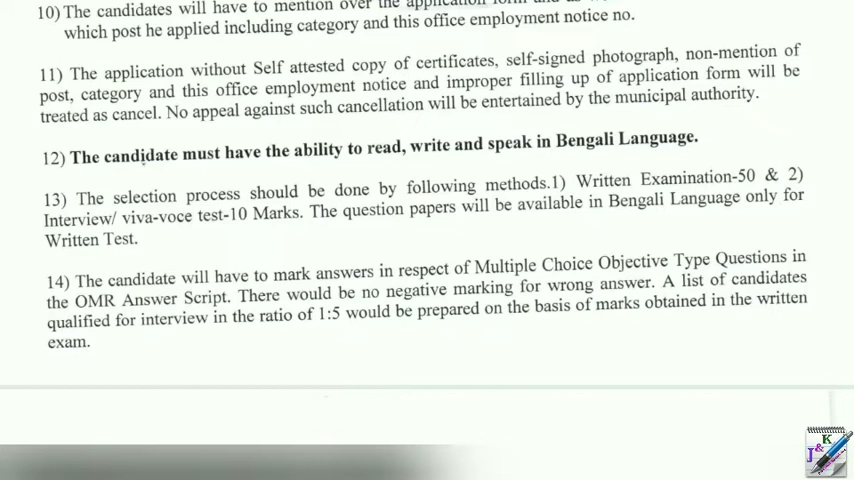 10) The candidates will have to mention over the application form and as
which post he applied including category and this office employment notice no.
11) The application without Self attested copy of certificates, self-signed photograph, non-mention of
post, category and this office employment notice and improper filling up of application form will be
treated as cancel. No appeal against such cancellation will be entertained by the municipal authority.
12) The candidate must have the ability to read, write and speak in Bengali Language.
13) The selection process should be done by following methods.1) Written Examination-50 & 2)
Interview/ viva-voce test-10 Marks. The question papers will be available in Bengali Language only for
Written Test.
14) The candidate will have to mark answers in respect of Multiple Choice Objective Type Questions in
the OMR Answer Script. There would be no negative marking for wrong answer. A list of candidates
qualified for interview in the ratio of 1:5 would be prepared on the basis of marks obtained in the written
exam.
J&K